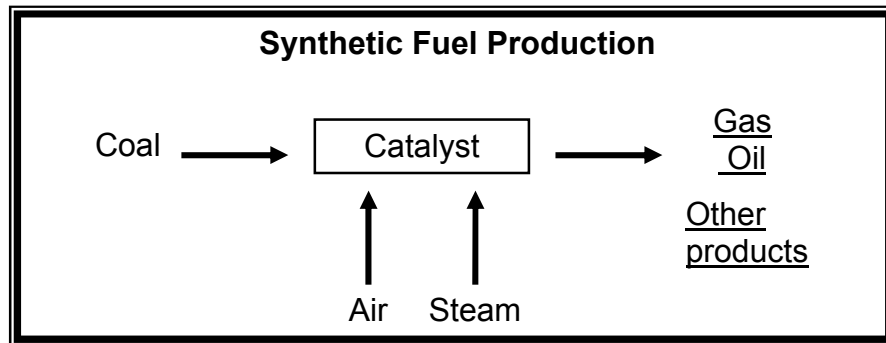 Synthetic Fuel Production
Coal
Catalyst
Gas
Oil
Other
products
Air Steam